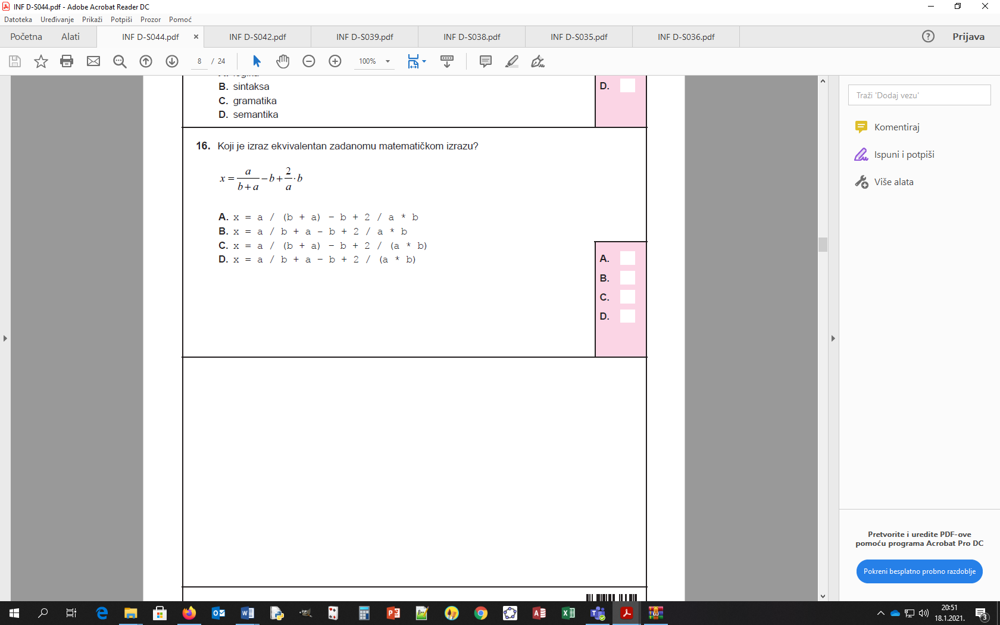 INF D-S044.pdf - Adobe Acrobat Reader DC
Datoteka Uređivanje Prikaži Potpiši Prozor Pomoć
Početna Alati INF D-S044.pdf × INF D-S042.pdf INF D-S039.pdf INF D-S038.pdf INF D-S035.pdf INF D-S036.pdf ? Prijava
8 / 24 100%
B. sintaksa
C. gramatika
D. semantika
D.
16. Koji je izraz ekvivalentan zadanomu matematičkom izrazu?
x = a/(b + a) − b + 2/a · b
A. x = a / (b + a) - b + 2 / a * b
B. x = a / b + a - b + 2 / a * b
C. x = a / (b + a) - b + 2 / (a * b)
D. x = a / b + a - b + 2 / (a * b)
A.
B.
C.
D.
Traži 'Dodaj vezu'
Komentiraj
Ispuni i potpiši
Više alata
Pretvorite i uredite PDF-ove
pomoću programa Acrobat Pro DC
Pokreni besplatno probno razdoblje
20:51
18.1.2021.
3